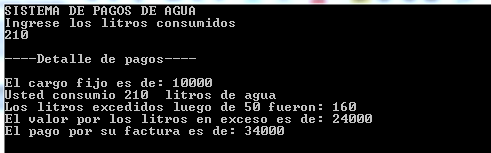 SISTEMA DE PAGOS DE AGUA
Ingrese los litros consumidos
210
----Detalle de pagos----
El cargo fijo es de: 10000
Usted consumio 210  litros de agua
Los litros excedidos luego de 50 fueron: 160
El valor por los litros en exceso es de: 24000
El pago por su factura es de: 34000